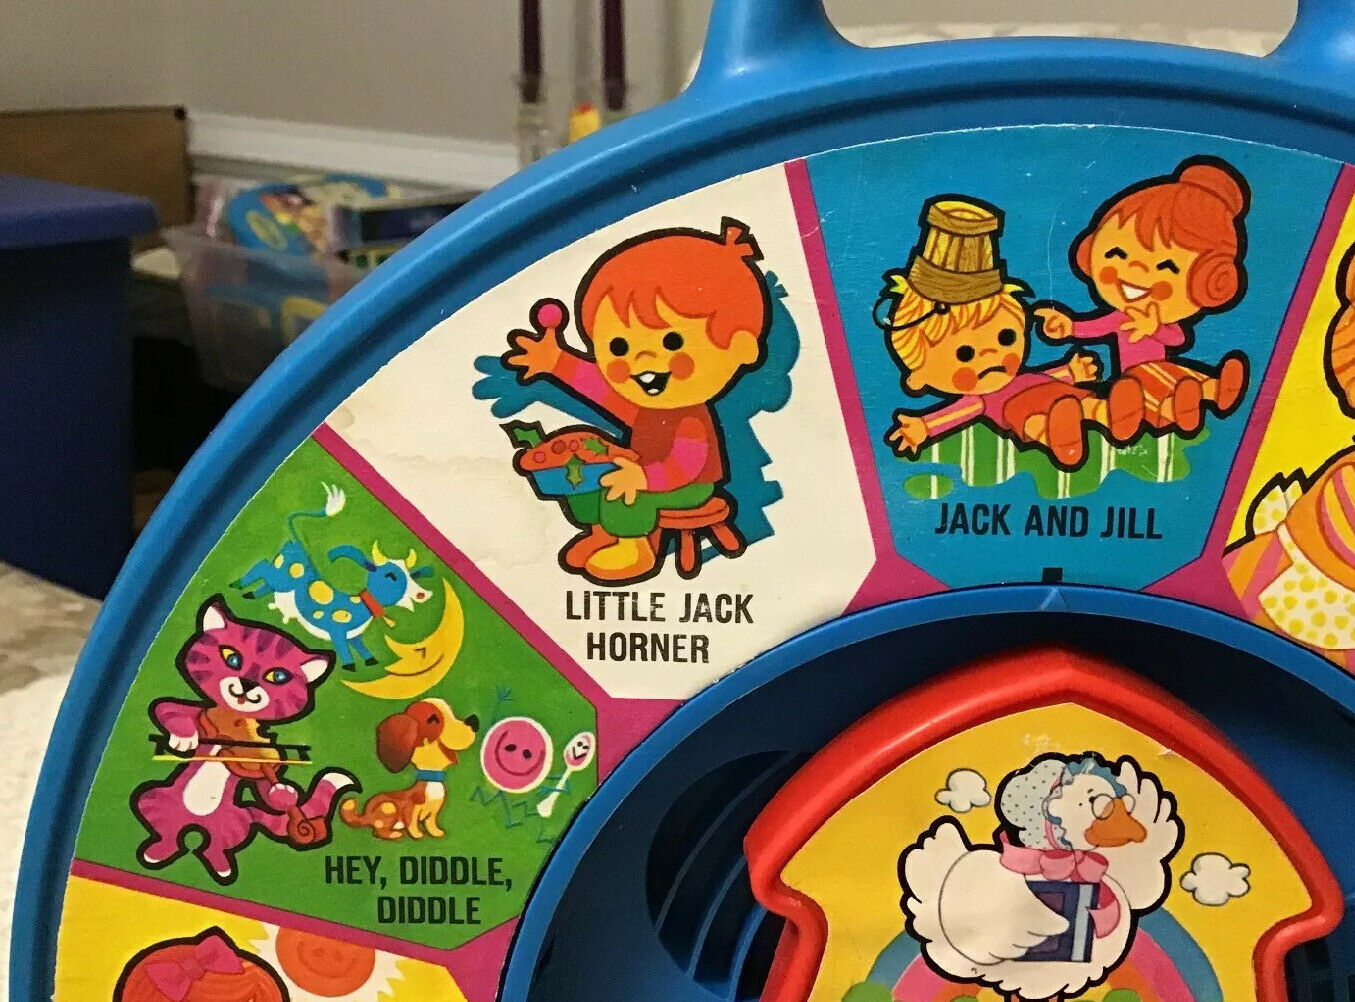 JACK AND JILL
LITTLE JACK
HORNER
HEY, DIDDLE,
DIDDLE